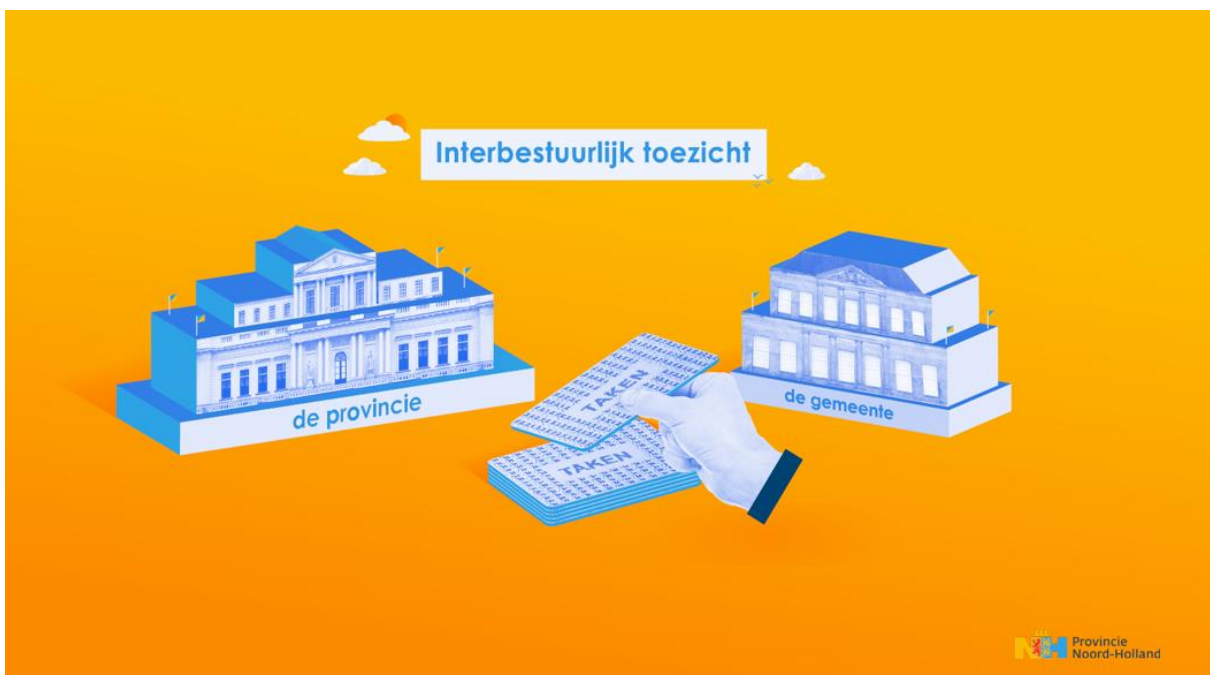 Interbestuurlijk toezicht
de provincie
de gemeente
TAKEN
TAKEN
Provincie
Noord-Holland